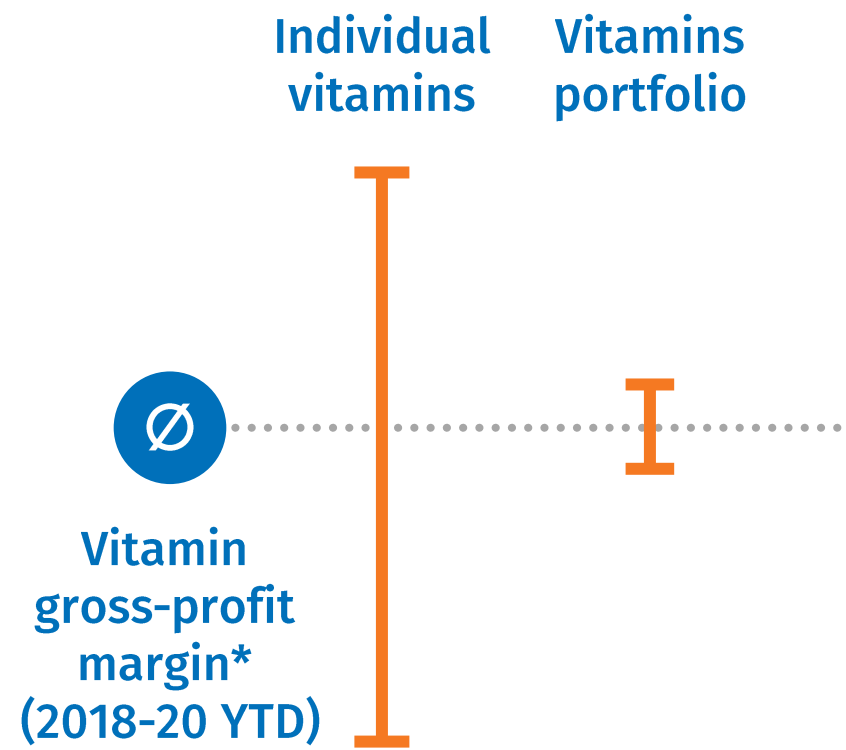 Individual
vitamins
Vitamins
portfolio
Ø
Vitamin
gross-profit
margin*
(2018-20 YTD)